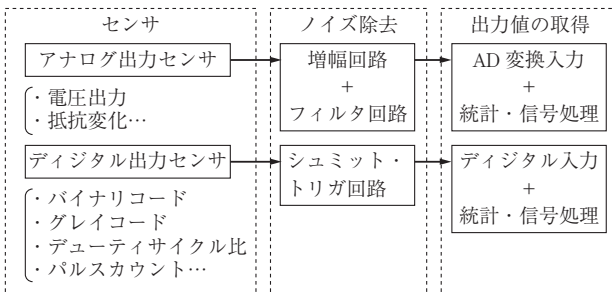 センサ
ノイズ除去
出力値の取得
アナログ出力センサ
・電圧出力
・抵抗変化…
増幅回路
+
フィルタ回路
AD 変換入力
+
統計・信号処理
ディジタル出力センサ
・バイナリコード
・グレイコード
・デューティサイクル比
・パルスカウント…
シュミット・
トリガ回路
ディジタル入力
+
統計・信号処理